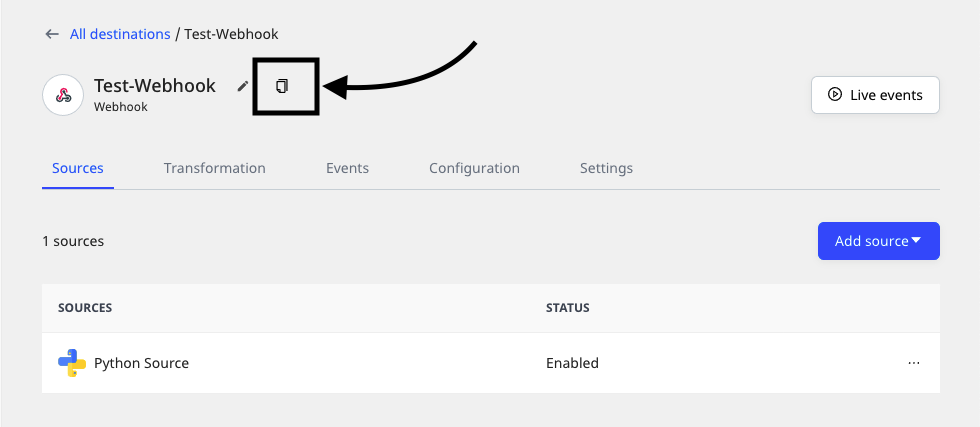 ← All destinations / Test-Webhook
Test-Webhook
Webhook
Live events
Sources Transformation Events Configuration Settings
1 sources
Add source
SOURCES STATUS
Python Source Enabled ...